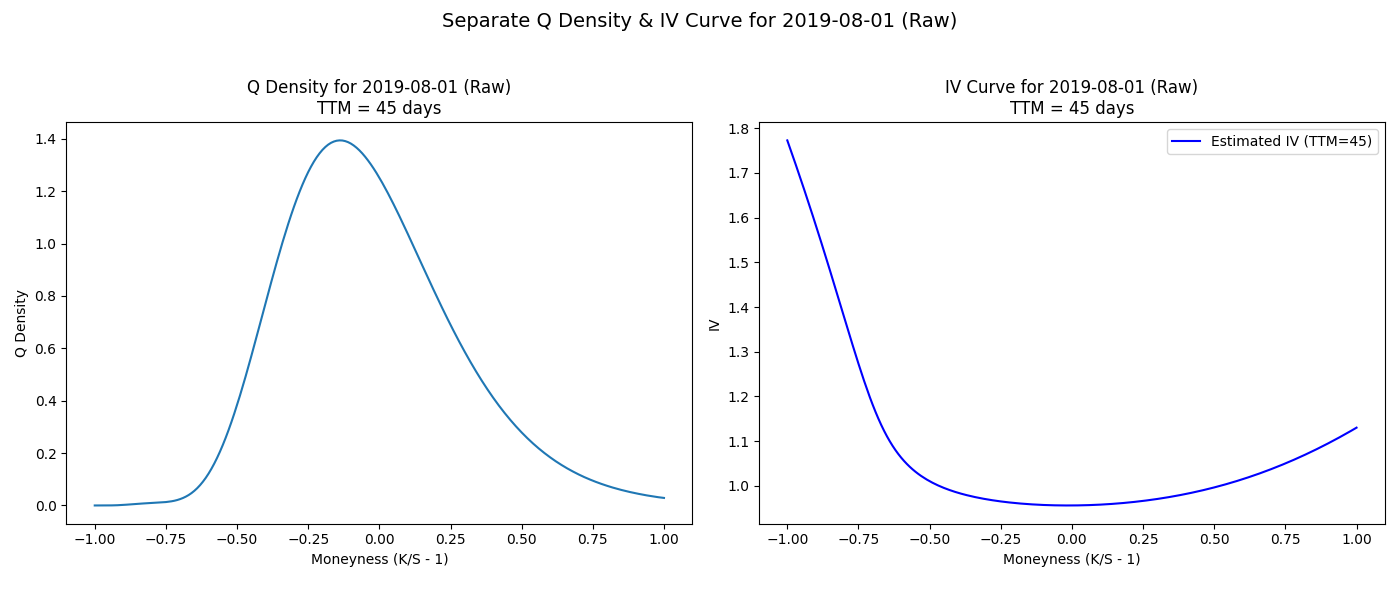 Separate Q Density & IV Curve for 2019-08-01 (Raw)
Q Density for 2019-08-01 (Raw)
TTM = 45 days
1.4
1.2
1.0
0.8
0.6
0.4
0.2
0.0
Q Density
−1.00 −0.75 −0.50 −0.25 0.00 0.25 0.50 0.75 1.00
Moneyness (K/S - 1)
IV Curve for 2019-08-01 (Raw)
TTM = 45 days
Estimated IV (TTM=45)
1.8
1.7
1.6
1.5
1.4
1.3
1.2
1.1
1.0
IV
−1.00 −0.75 −0.50 −0.25 0.00 0.25 0.50 0.75 1.00
Moneyness (K/S - 1)